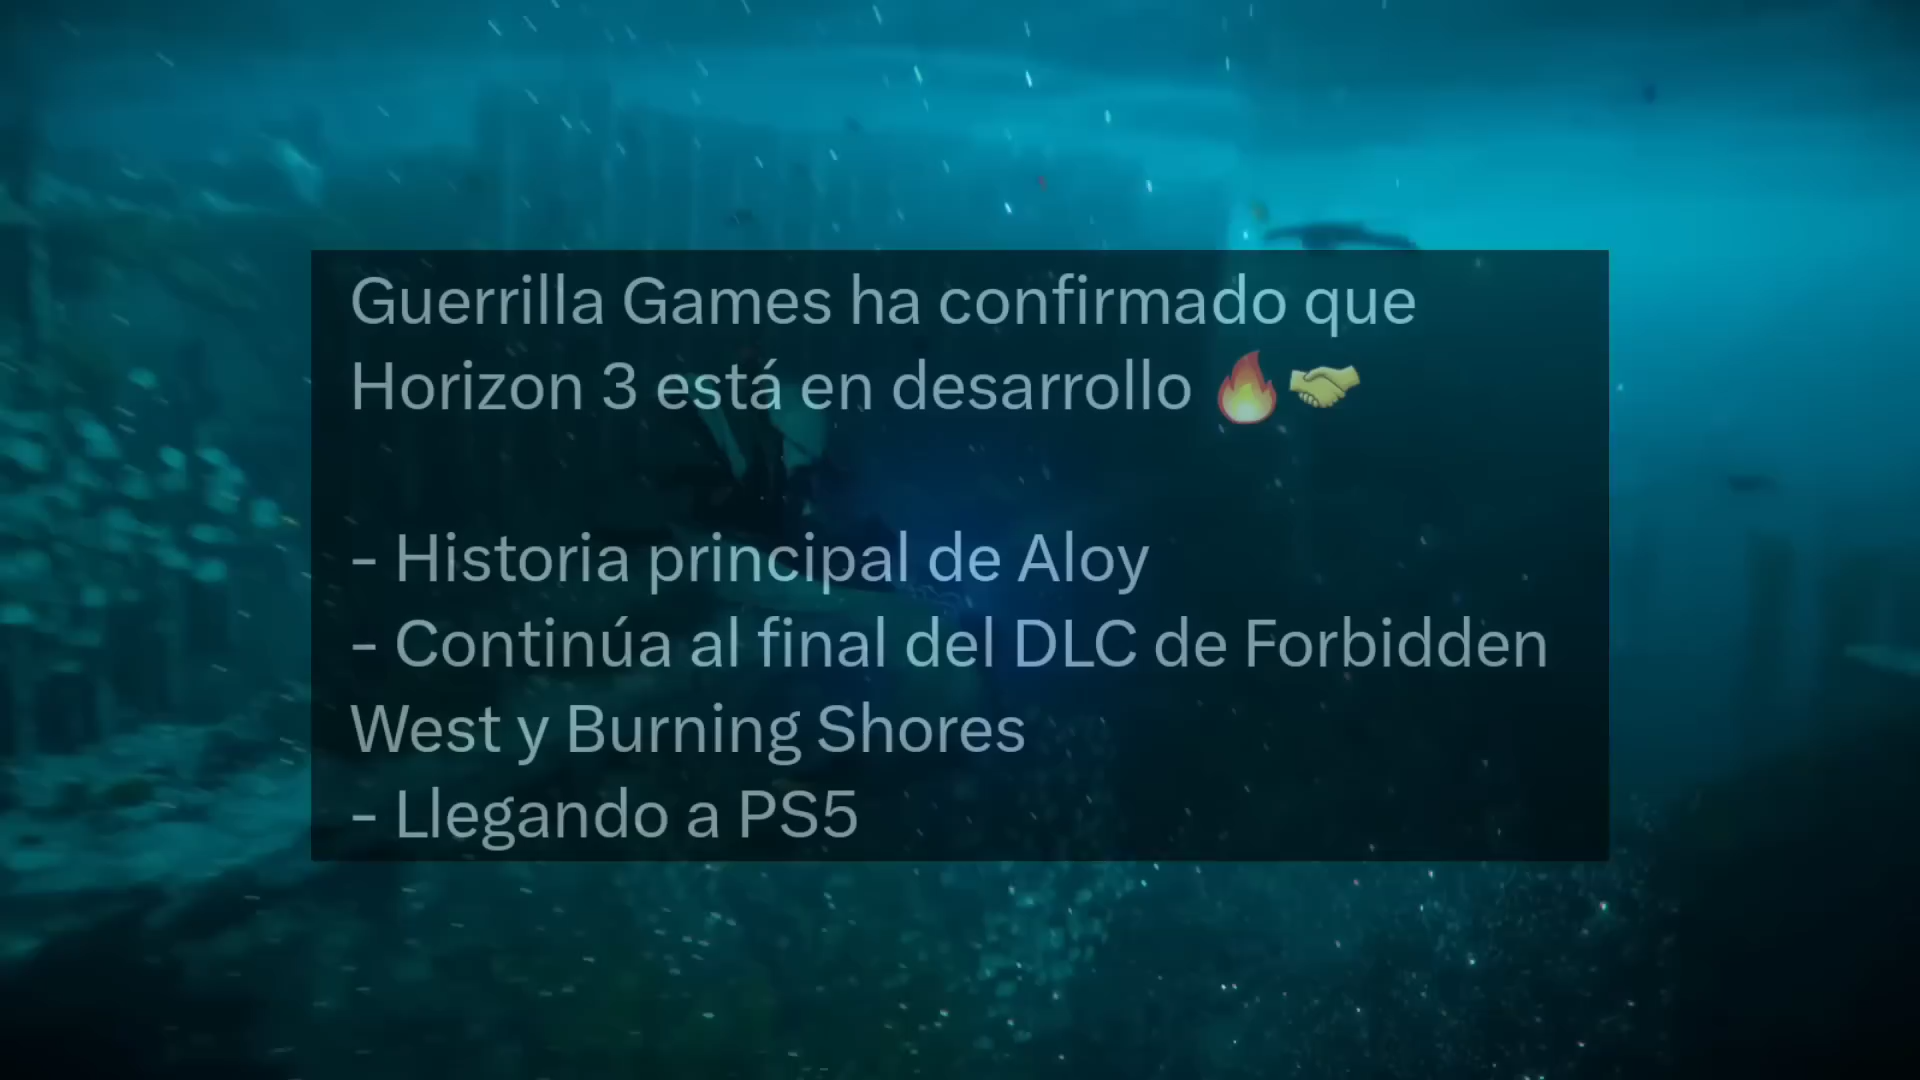 Guerrilla Games ha confirmado que
Horizon 3 está en desarrollo 🔥🤝
- Historia principal de Aloy
- Continúa al final del DLC de Forbidden
West y Burning Shores
- Llegando a PS5